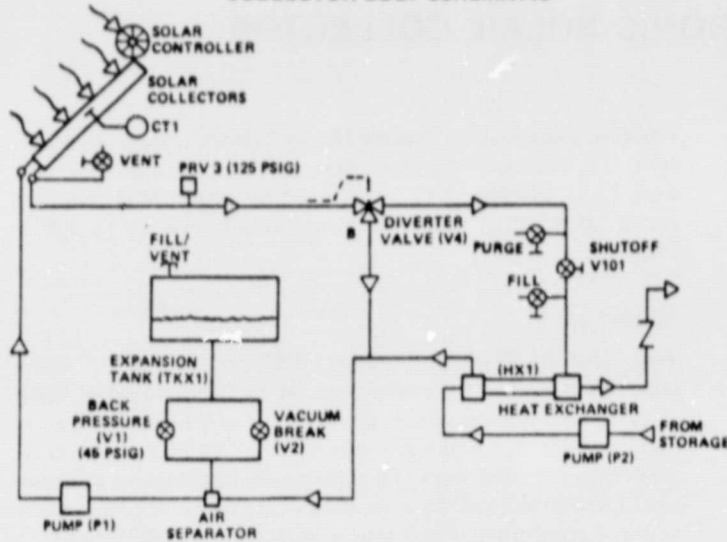 SOLAR
CONTROLLER
SOLAR
COLLECTORS
CT1
VENT
PRV 3 (125 PSIG)
B
DIVERTER
VALVE (V4)
PURGE
SHUTOFF
V101
FILL
FILL/
VENT
EXPANSION
TANK (TKX1)
BACK
PRESSURE
(V1)
(45 PSIG)
VACUUM
BREAK
(V2)
(HX1)
HEAT EXCHANGER
FROM
STORAGE
PUMP (P2)
PUMP (P1)
AIR
SEPARATOR